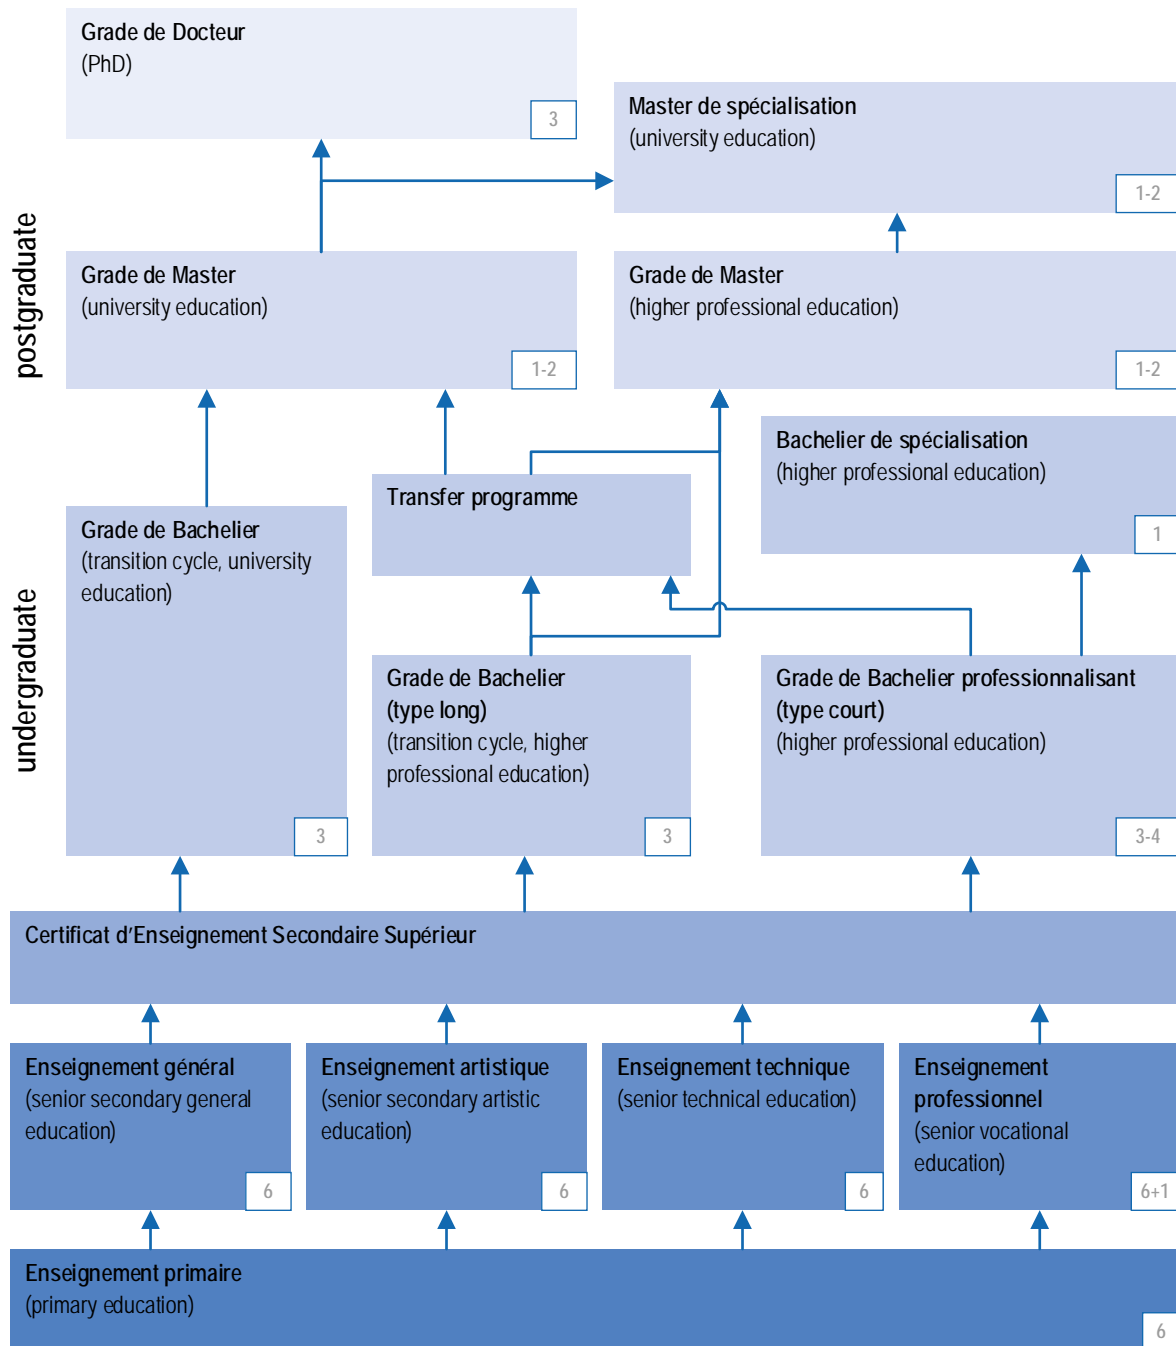 Grade de Docteur
(PhD)
3
Master de spécialisation
(university education)
1-2
postgraduate
Grade de Master
(university education)
1-2
Grade de Master
(higher professional education)
1-2
Bachelier de spécialisation
(higher professional education)
1
Transfer programme
undergraduate
Grade de Bachelier
(transition cycle, university
education)
3
Grade de Bachelier
(type long)
(transition cycle, higher
professional education)
3
Grade de Bachelier professionnalisant
(type court)
(higher professional education)
3-4
Certificat d'Enseignement Secondaire Supérieur
Enseignement général
(senior secondary general
education)
6
Enseignement artistique
(senior secondary artistic
education)
6
Enseignement technique
(senior technical education)
6
Enseignement
professionnel
(senior vocational
education)
6+1
Enseignement primaire
(primary education)
6